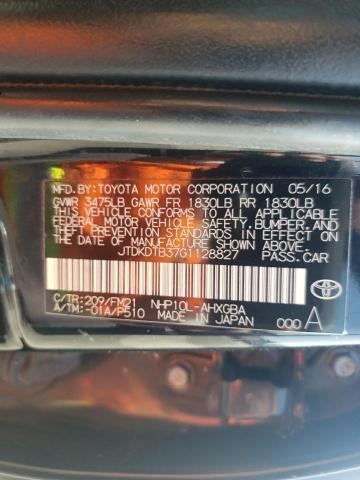 MFD.BY:TOYOTA MOTOR CORPORATION 05/16
GVWR 3475LB GAWR FR 1830LB RR 1830LB
THIS VEHICLE CONFORMS TO ALL APPLICABLE
FEDERAL MOTOR VEHICLE SAFETY, BUMPER, AND
THEFT PREVENTION STANDARDS IN EFFECT ON
THE DATE OF MANUFACTURE SHOWN ABOVE.
JTDKDTB37G1128827 PASS.CAR
C/TR:209/FM21 NHP10L-AHXGBA
A/TM:-01A/P510 MADE IN JAPAN 000 A